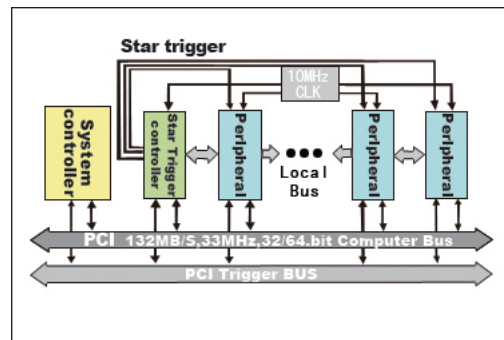 Star trigger
10MHz
CLK
System
controller
Star Trigger
controller
Peripheral
Peripheral
Peripheral
Local
Bus
PCI 132MB/S,33MHz,32/64.bit Computer Bus
PCI Trigger BUS